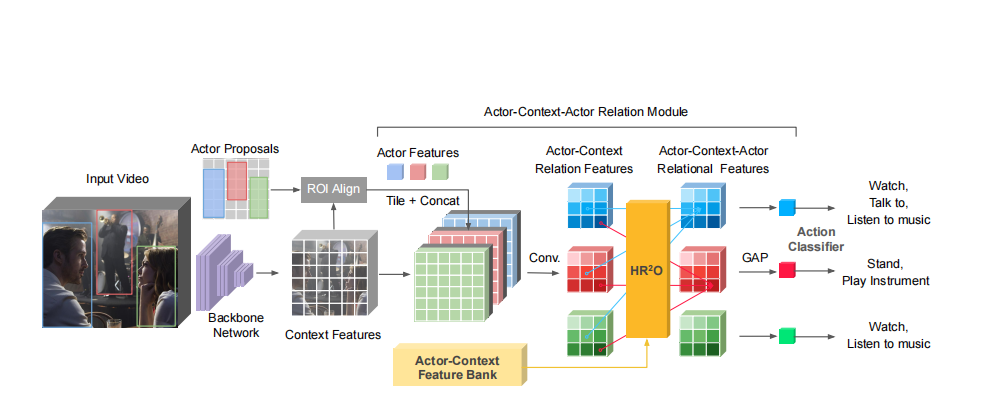 Actor-Context-Actor Relation Module
Actor Proposals
Actor Features
Actor-Context
Relation Features
Actor-Context-Actor
Relational Features
Input Video
ROI Align
Tile + Concat
Watch,
Talk to,
Listen to music
Action
Classifier
Conv.
HR²O
GAP
Stand,
Play Instrument
Backbone
Network
Context Features
Watch,
Listen to music
Actor-Context
Feature Bank